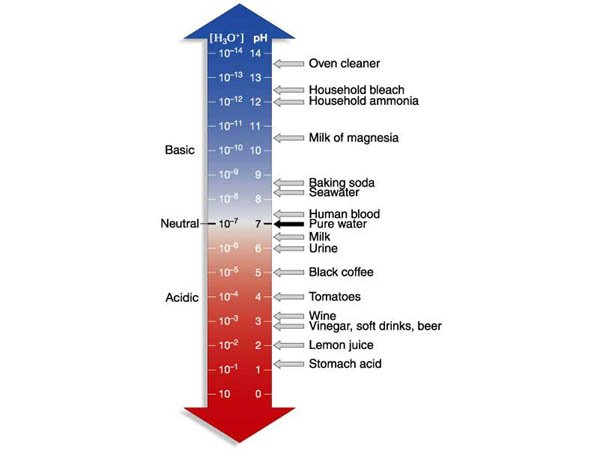 [H₃O⁺] pH
10⁻¹⁴ 14
Oven cleaner
10⁻¹³ 13
Household bleach
10⁻¹² 12
Household ammonia
10⁻¹¹ 11
Milk of magnesia
Basic
10⁻¹⁰ 10
10⁻⁹ 9
Baking soda
Seawater
10⁻⁸ 8
Human blood
Neutral 10⁻⁷ 7 Pure water
Milk
10⁻⁶ 6 Urine
10⁻⁵ 5 Black coffee
Acidic 10⁻⁴ 4 Tomatoes
Wine
10⁻³ 3
Vinegar, soft drinks, beer
10⁻² 2 Lemon juice
Stomach acid
10⁻¹ 1
10 0